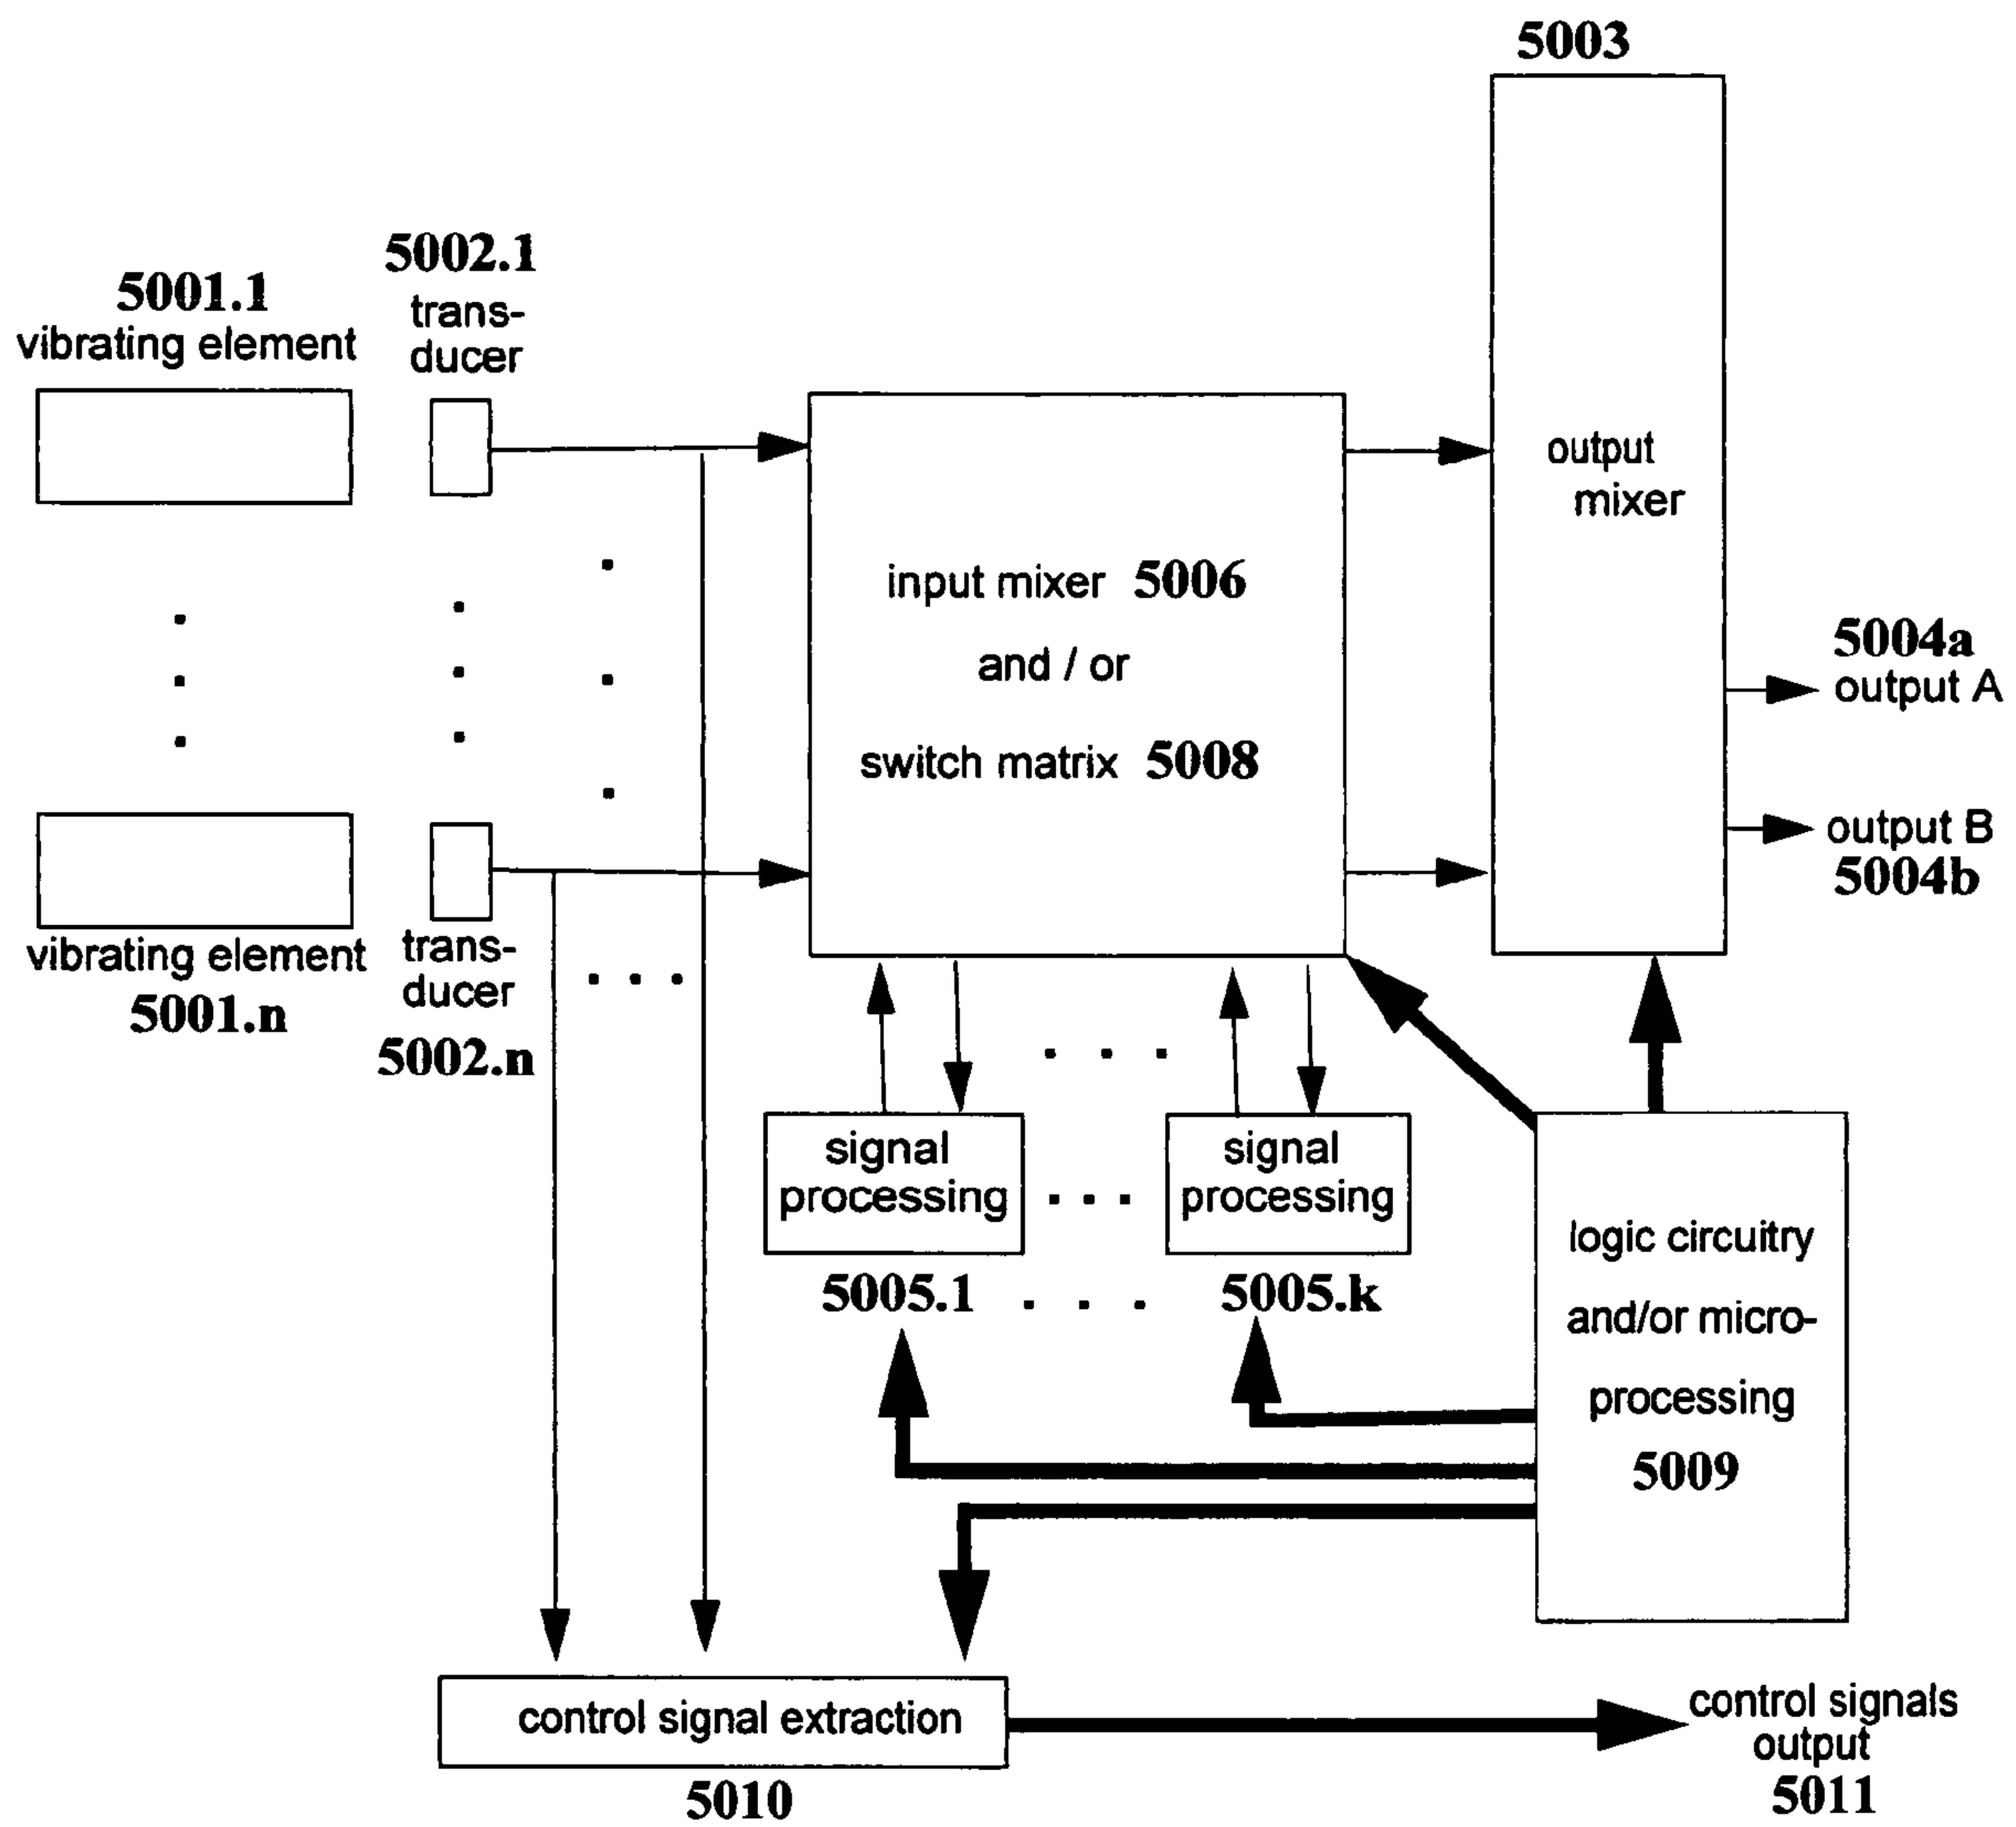 5003
5002.1
trans-
ducer
5001.1
vibrating element
output
mixer
input mixer 5006
and / or
switch matrix 5008
5004a
output A
output B
5004b
vibrating element
5001.n
trans-
ducer
5002.n
signal
processing
5005.1
signal
processing
5005.k
logic circuitry
and/or micro-
processing
5009
control signal extraction
5010
control signals
output
5011